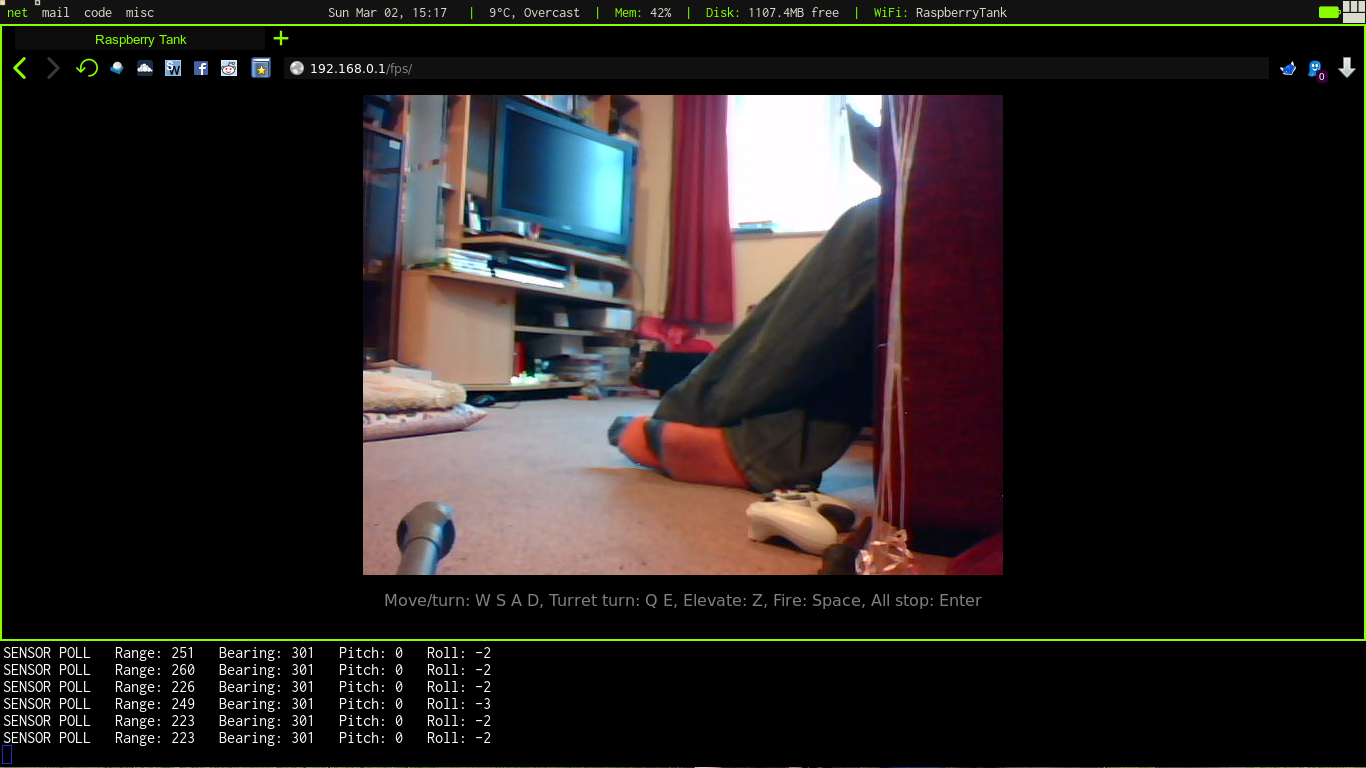 net mail code misc Sun Mar 02, 15:17 | 9°C, Overcast | Mem: 42% | Disk: 1107.4MB free | WiFi: RaspberryTank
Raspberry Tank +
W f 192.168.0.1/fps/ 0
Move/turn: W S A D, Turret turn: Q E, Elevate: Z, Fire: Space, All stop: Enter
SENSOR POLL Range: 251 Bearing: 301 Pitch: 0 Roll: -2
SENSOR POLL Range: 260 Bearing: 301 Pitch: 0 Roll: -2
SENSOR POLL Range: 226 Bearing: 301 Pitch: 0 Roll: -2
SENSOR POLL Range: 249 Bearing: 301 Pitch: 0 Roll: -3
SENSOR POLL Range: 223 Bearing: 301 Pitch: 0 Roll: -2
SENSOR POLL Range: 223 Bearing: 301 Pitch: 0 Roll: -2